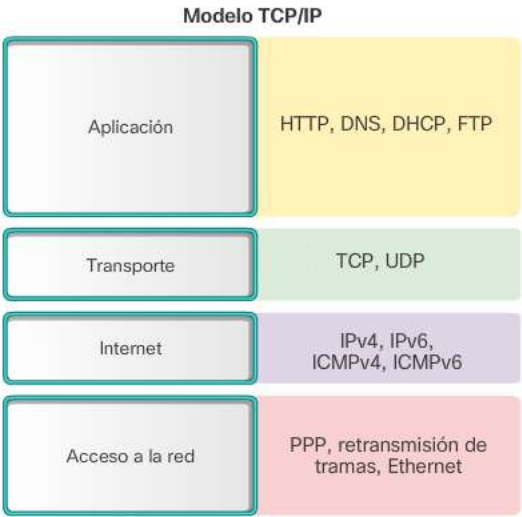 Modelo TCP/IP
Aplicación
HTTP, DNS, DHCP, FTP
Transporte
TCP, UDP
Internet
IPv4, IPv6,
ICMPv4, ICMPv6
Acceso a la red
PPP, retransmisión de
tramas, Ethernet